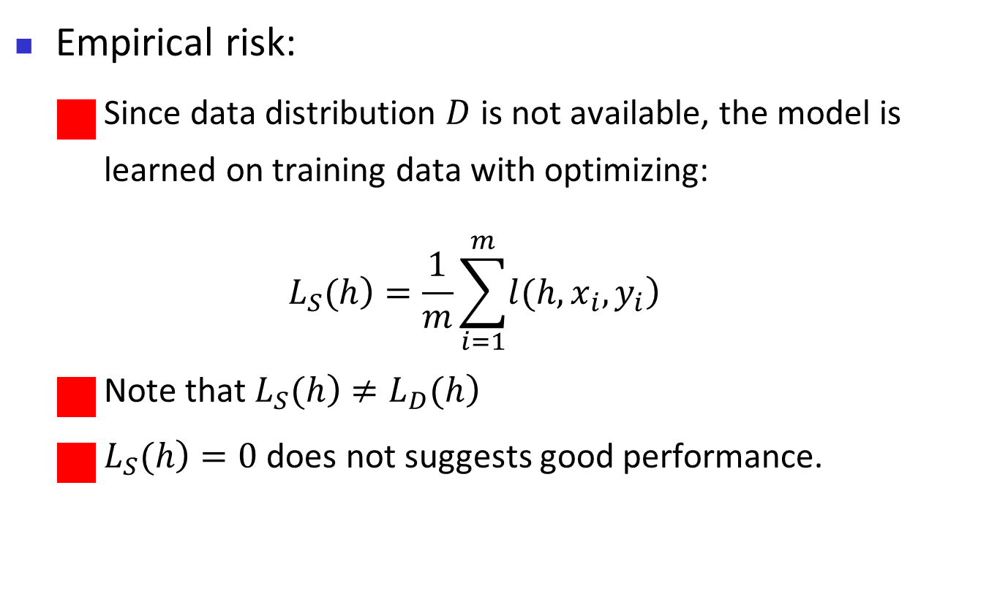 Empirical risk:
Since data distribution D is not available, the model is
learned on training data with optimizing:
L_S(h) = \frac{1}{m} \sum_{i=1}^{m} l(h, x_i, y_i)
Note that L_S(h) ≠ L_D(h)
L_S(h) = 0 does not suggests good performance.